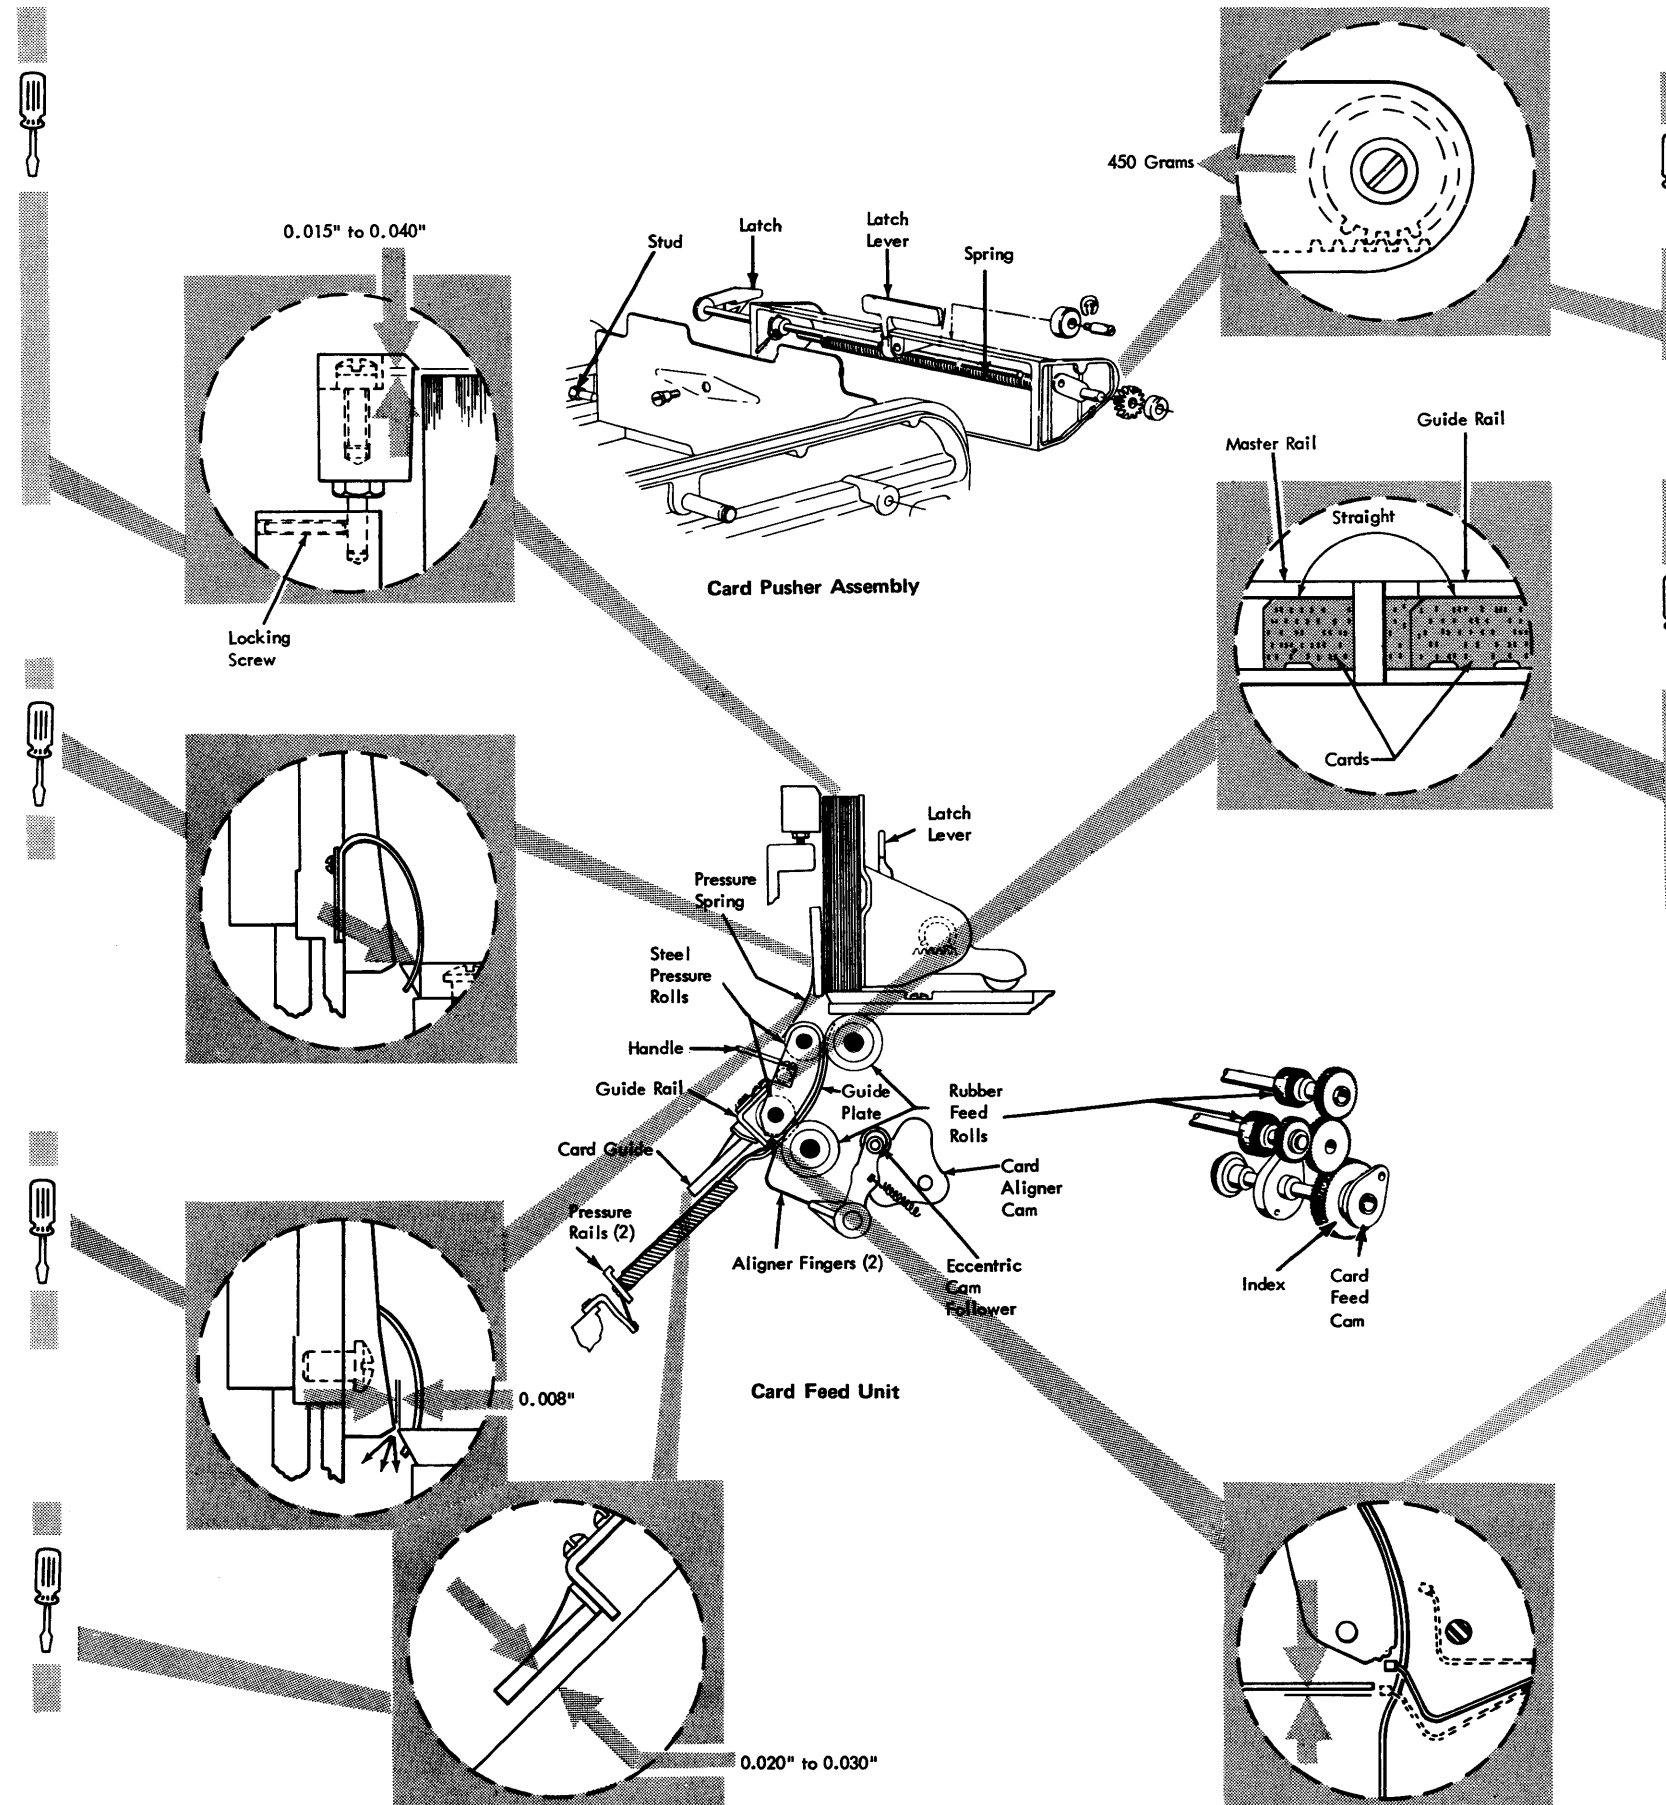 450 Grams
0.015" to 0.040"
Stud
Latch
Latch
Lever
Spring
Locking
Screw
Card Pusher Assembly
Master Rail
Guide Rail
Straight
Cards
Latch
Lever
Pressure
Spring
Steel
Pressure
Rolls
Handle
Guide Rail
Card Guide
Pressure
Rails (2)
Guide
Plate
Rubber
Feed
Rolls
Card
Aligner
Cam
Aligner Fingers (2)
Eccentric
Cam
Follower
Index
Card
Feed
Cam
0.008"
Card Feed Unit
0.020" to 0.030"